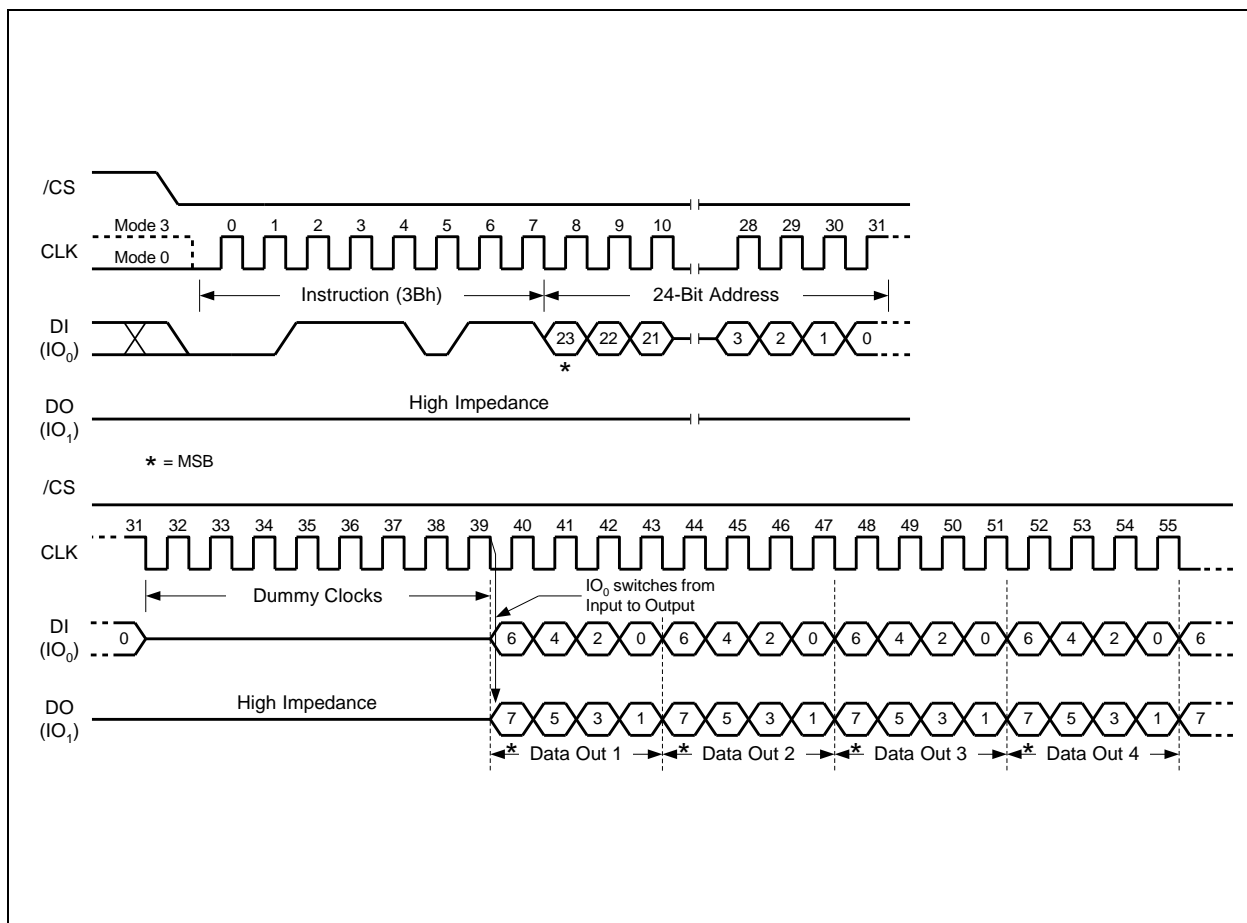 /CS
Mode 3 0 1 2 3 4 5 6 7 8 9 10 28 29 30 31
CLK
Mode 0
Instruction (3Bh) 24-Bit Address
DI
(IO0)
23 22 21 3 2 1 0
*
High Impedance
DO
(IO1)
* = MSB
/CS
31 32 33 34 35 36 37 38 39 40 41 42 43 44 45 46 47 48 49 50 51 52 53 54 55
CLK
Dummy Clocks
IO0 switches from
Input to Output
DI
(IO0)
0 6 4 2 0 6 4 2 0 6 4 2 0 6 4 2 0 6
High Impedance
DO
(IO1)
7 5 3 1 7 5 3 1 7 5 3 1 7 5 3 1 7
* Data Out 1 * Data Out 2 * Data Out 3 * Data Out 4